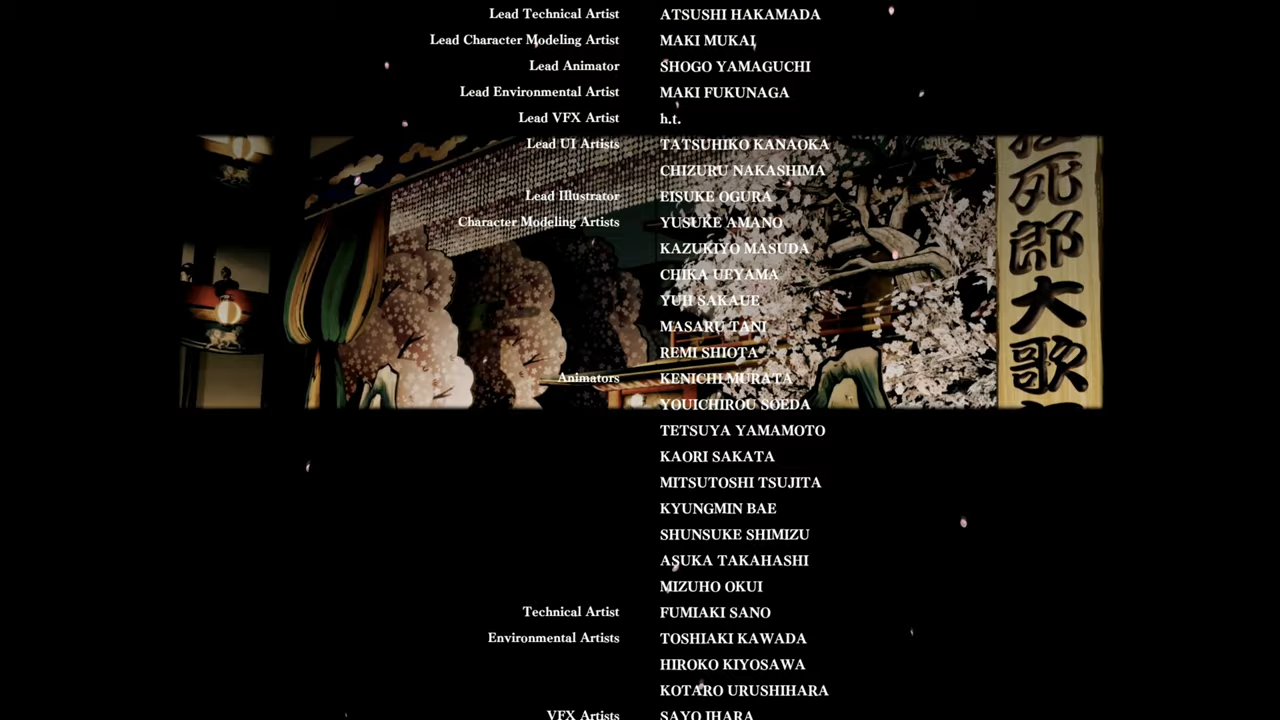 Lead Technical Artist ATSUSHI HAKAMADA
Lead Character Modeling Artist MAKI MUKAI
Lead Animator SHOGO YAMAGUCHI
Lead Environmental Artist MAKI FUKUNAGA
Lead VFX Artist h.t.
Lead UI Artists TATSUHIKO KANAOKA
CHIZURU NAKASHIMA
Lead Illustrator EISUKE OGURA
Character Modeling Artists YUSUKE AMANO
KAZUKIYO MASUDA
CHIKA UEYAMA
YUJI SAKAUE
MASARU TANI
REMI SHIOTA
Animators KENICHI MURATA
YOUICHIROU SOEDA
TETSUYA YAMAMOTO
KAORI SAKATA
MITSUTOSHI TSUJITA
KYUNGMIN BAE
SHUNSUKE SHIMIZU
ASUKA TAKAHASHI
MIZUHO OKUI
Technical Artist FUMIAKI SANO
Environmental Artists TOSHIAKI KAWADA
HIROKO KIYOSAWA
KOTARO URUSHIHARA
VFX Artists SAYO IHARA
死郎大歌